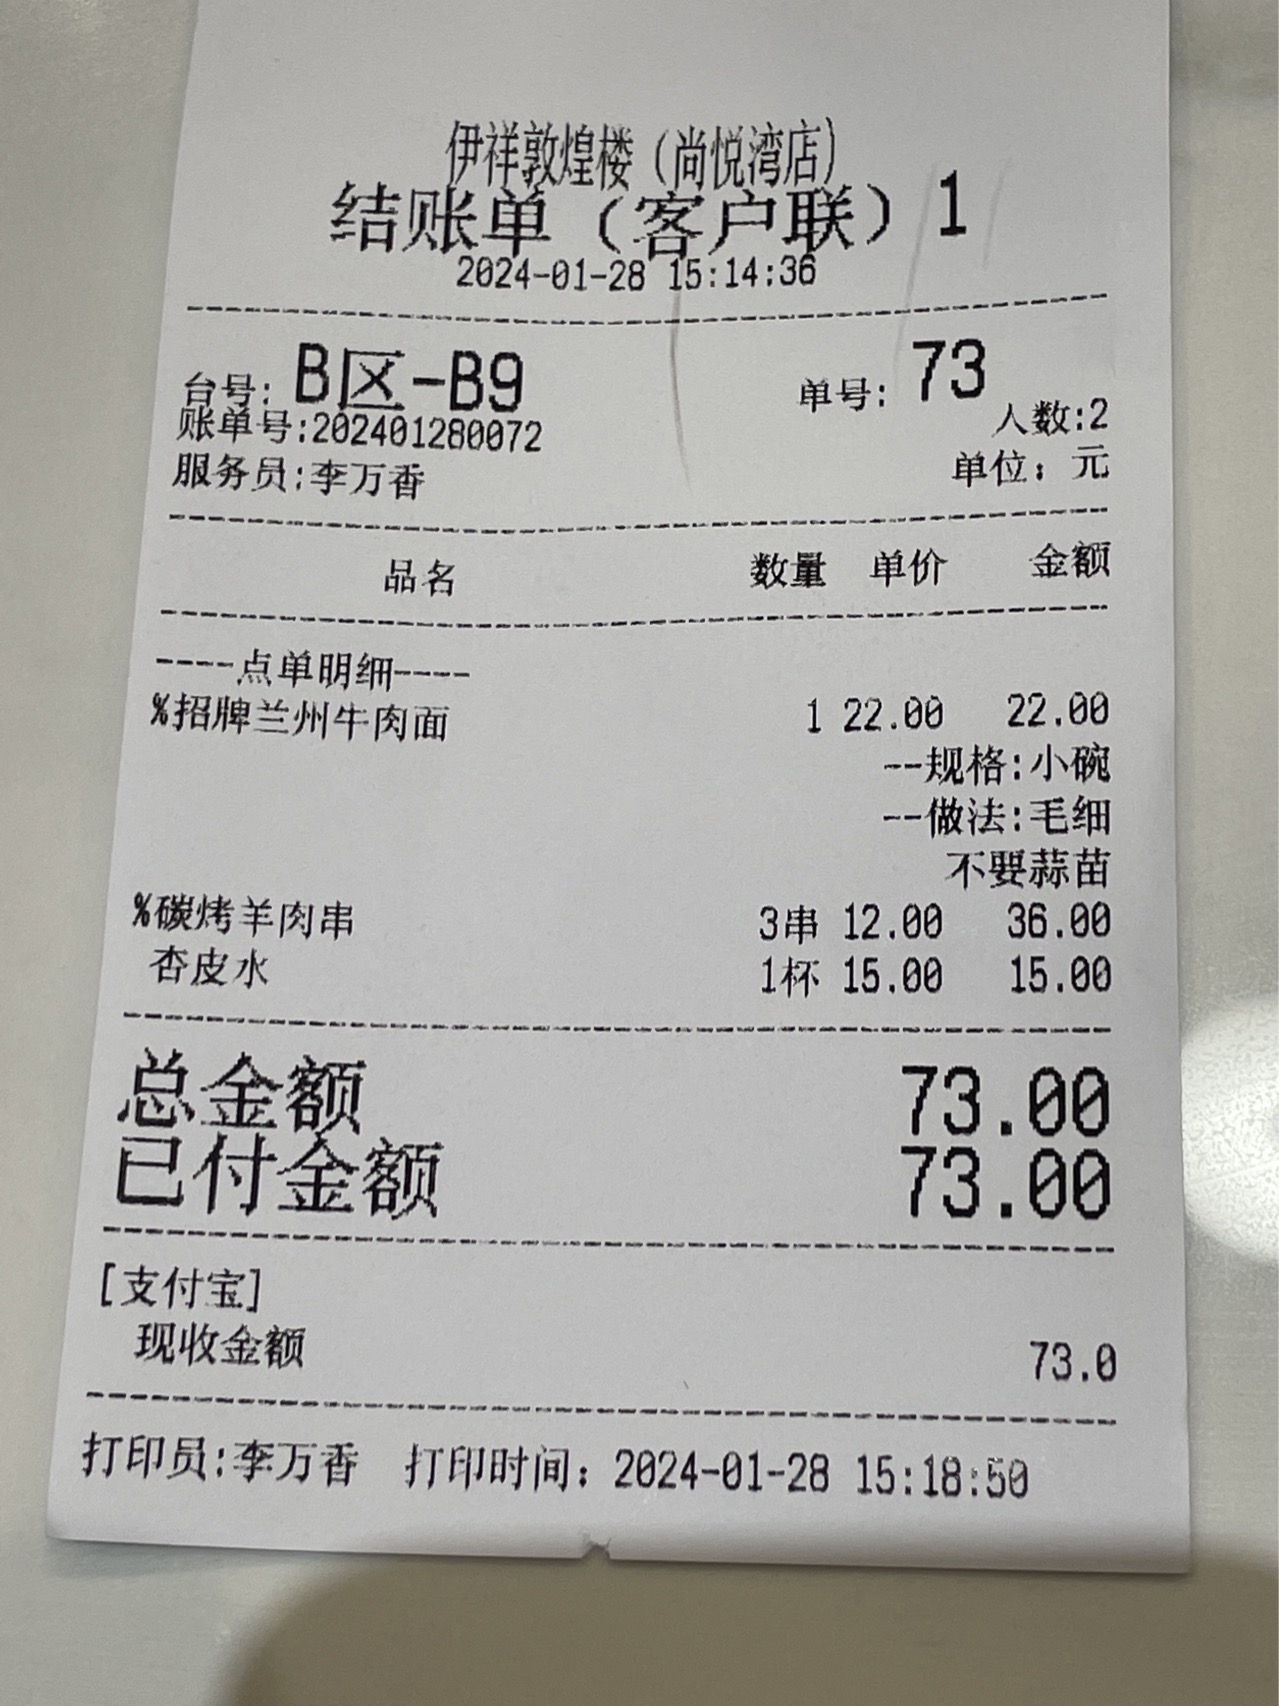 伊祥敦煌楼（尚悦湾店）
结账单（客户联）1
2024-01-28 15:14:36
台号: B区-B9 单号: 73
账单号:202401280072 人数:2
服务员:李万香 单位：元
品名 数量 单价 金额
----点单明细----
%招牌兰州牛肉面 1 22.00 22.00
--规格:小碗
--做法:毛细
不要蒜苗
%碳烤羊肉串 3串 12.00 36.00
杏皮水 1杯 15.00 15.00
总金额 73.00
已付金额 73.00
[支付宝]
现收金额 73.0
打印员:李万香 打印时间：2024-01-28 15:18:50